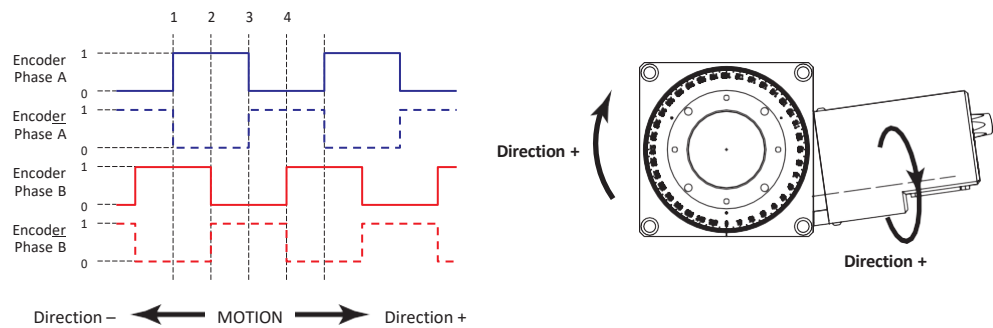 1 2 3 4
Encoder
Phase A
1
0
Encoder
Phase A
1
0
Encoder
Phase B
1
0
Encoder
Phase B
1
0
Direction – MOTION Direction +
Direction +
Direction +